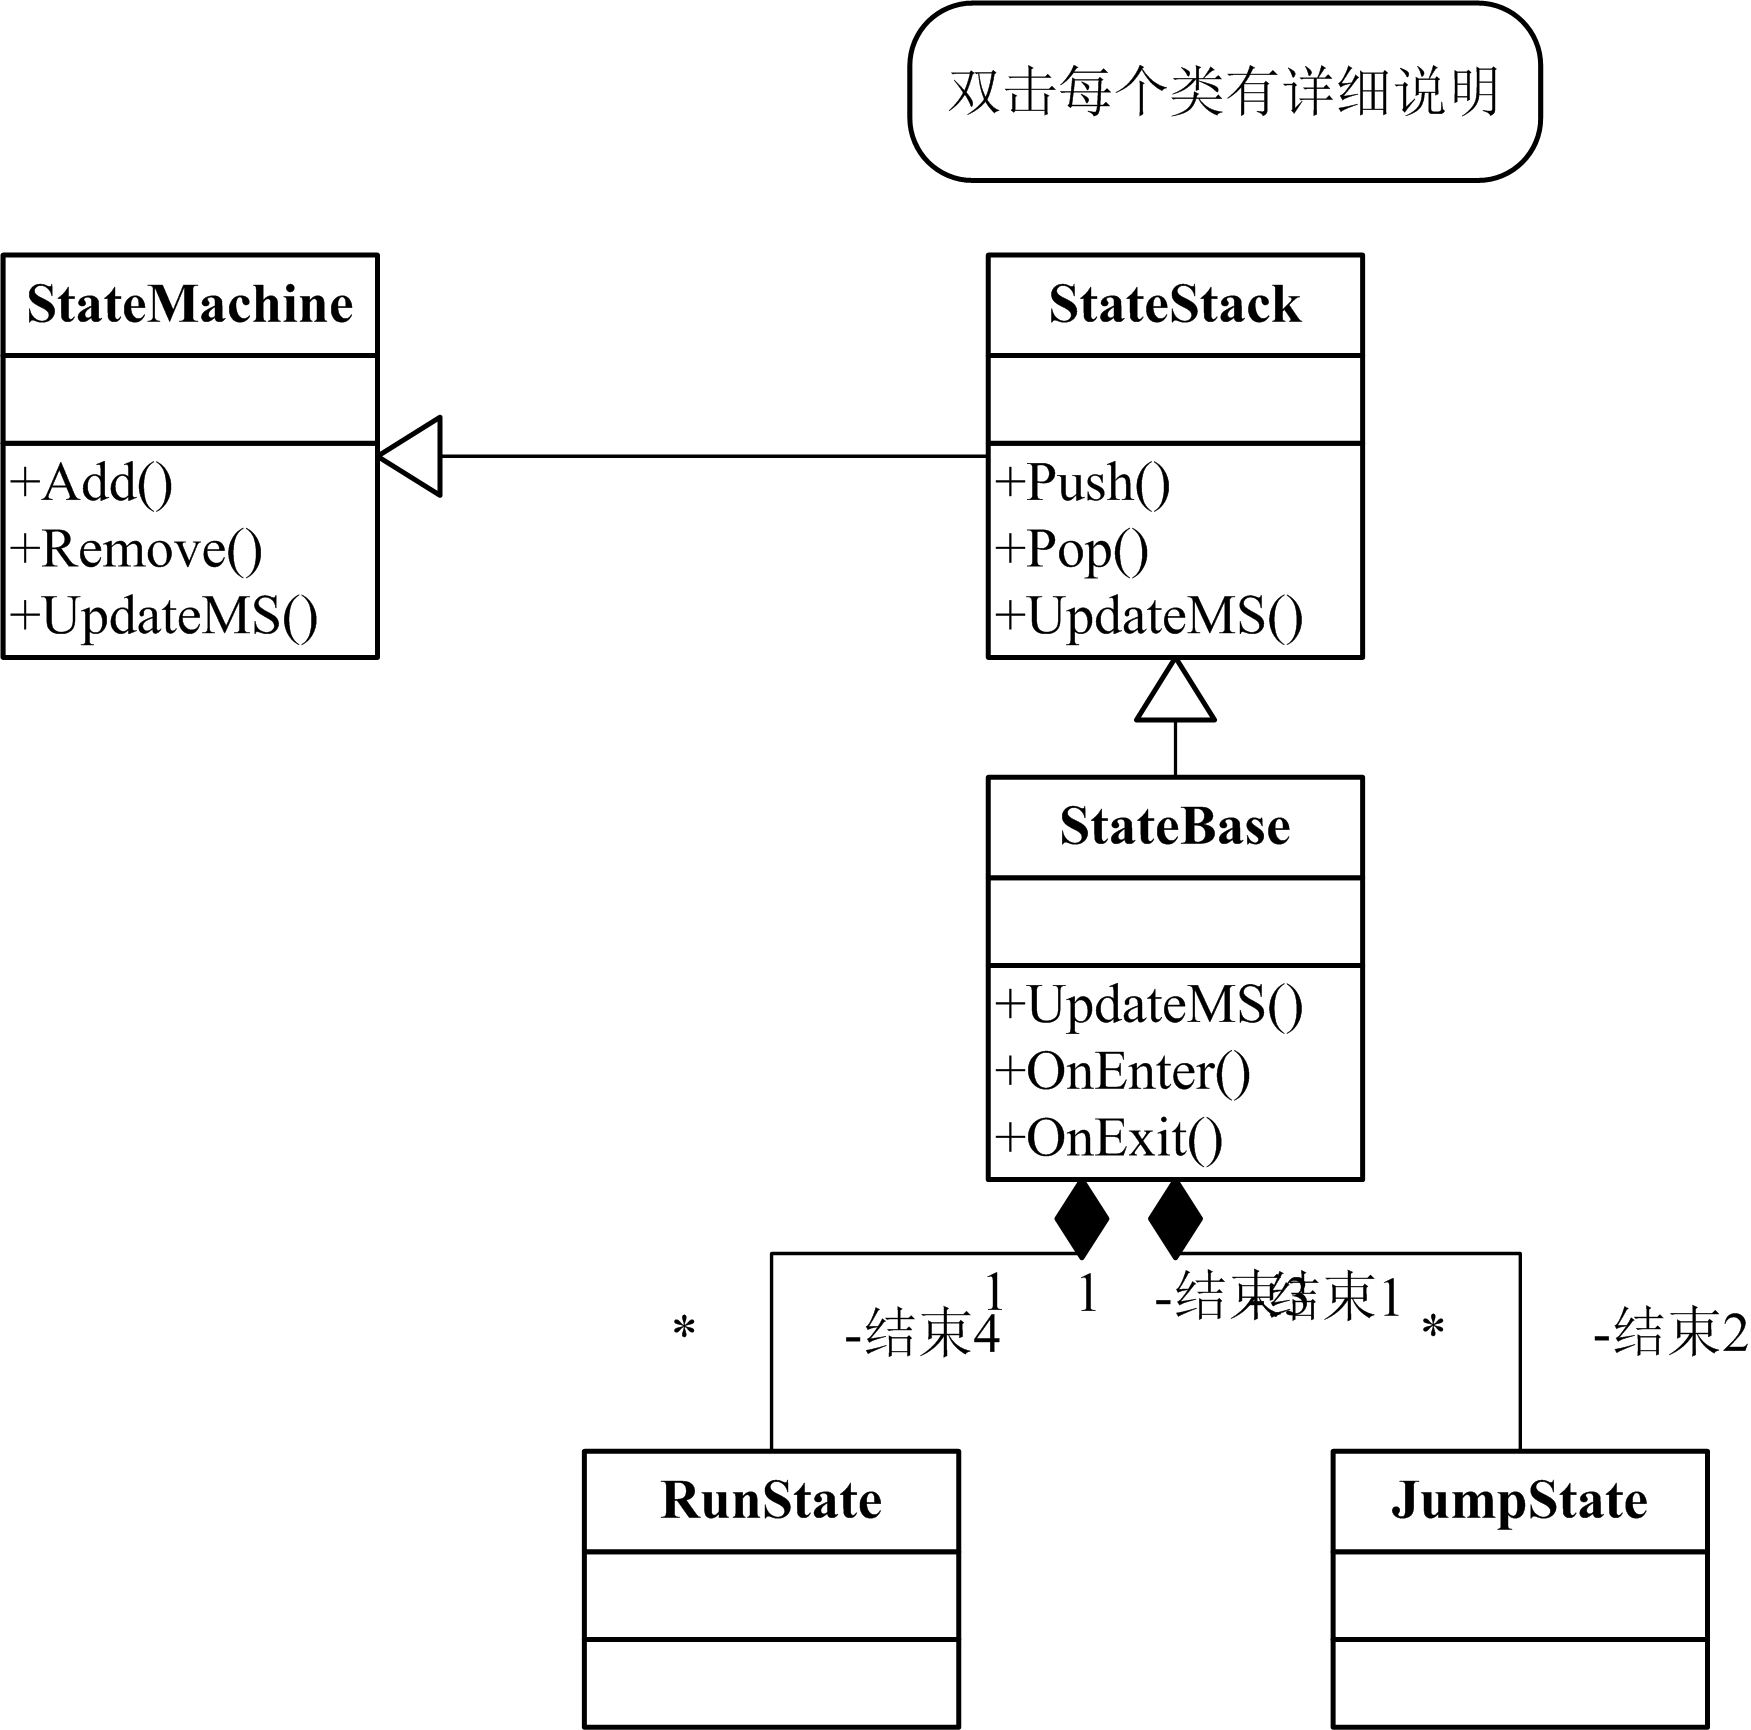 双击每个类有详细说明
StateMachine
+Add()
+Remove()
+UpdateMS()
StateStack
+Push()
+Pop()
+UpdateMS()
StateBase
+UpdateMS()
+OnEnter()
+OnExit()
1
1
-结束3
-结束1
*
-结束4
*
-结束2
RunState
JumpState